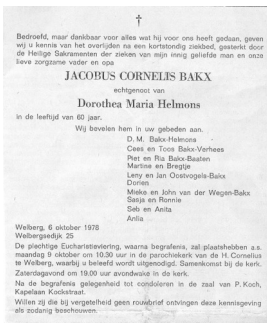 Bedroefd, maar dankbaar voor alles wat hij voor ons heeft gedaan, geven
wij u kennis van het overlijden na een kortstondig ziekbed, gesterkt door
de Heilige Sakramenten der zieken van mijn innig geliefde man en onze
lieve zorgzame vader en opa
JACOBUS CORNELIS BAKX
echtgenoot van
Dorothea Maria Helmons
in de leeftijd van 60 jaar.
Wij bevelen hem in uw gebeden aan.
D. M. Bakx-Helmons
Cees en Toos Bakx-Verhees
Piet en Ria Bakx-Baaten
Martine en Bregtje
Leny en Jan Oostvogels-Bakx
Dorien
Mieke en John van der Wegen-Bakx
Sasja en Ronnie
Seb en Anita
Anlia
Welberg, 6 oktober 1978
Welbergsedijk 25
De plechtige Eucharistieviering, waarna begrafenis, zal plaatshebben a.s.
maandag 9 oktober om 10.30 uur in de parochiekerk van de H. Cornelius
te Welberg, waarbij u beleefd wordt uitgenodigd. Samenkomst bij de kerk.
Zaterdagavond om 19.00 uur avondwake in de kerk.
Na de begrafenis gelegenheid tot condoleren in de zaal van P. Koch,
Kapelaan Kockstraat.
Willen zij die bij vergetelheid geen rouwbrief ontvingen deze kennisgeving
als zodanig beschouwen.